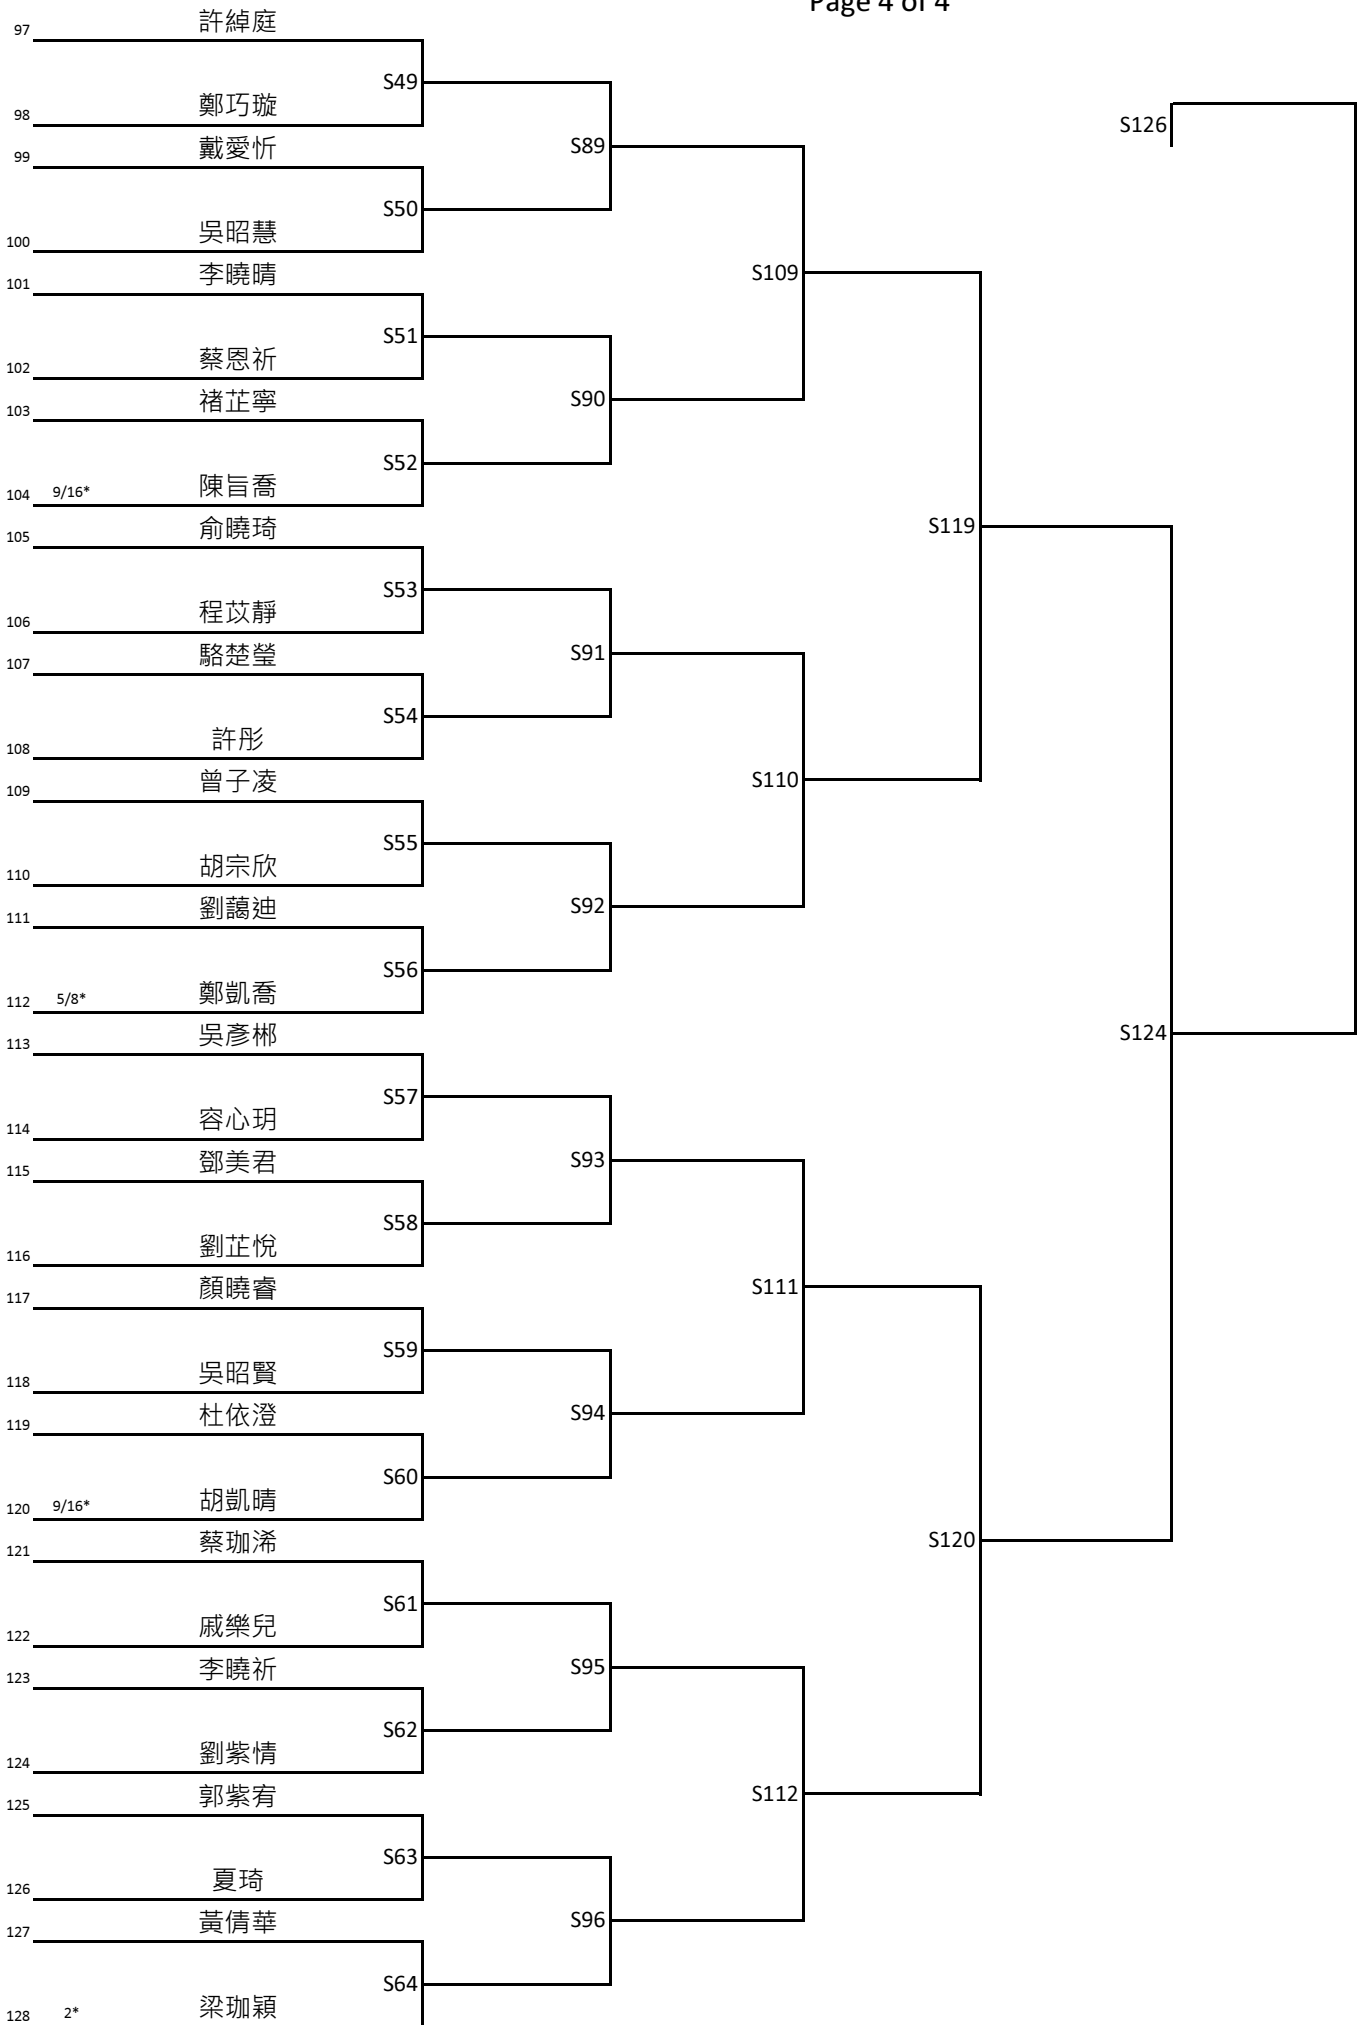 Page 4 of 4
97 許綽庭
S49
98 鄭巧璇
S126
99 戴愛忻
S89
S50
100 吳昭慧
101 李曉晴
S109
S51
102 蔡恩祈
103 褚芷寧
S90
S52
104 9/16* 陳旨喬
105 俞曉琦
S119
S53
106 程苡靜
107 駱楚瑩
S91
S54
108 許彤
109 曾子凌
S110
S55
110 胡宗欣
111 劉藹迪
S92
S56
112 5/8* 鄭凱喬
113 吳彥郴
S124
S57
114 容心玥
115 鄧美君
S93
S58
116 劉芷悅
117 顏曉睿
S111
S59
118 吳昭賢
119 杜依澄
S94
S60
120 9/16* 胡凱晴
121 蔡珈浠
S120
S61
122 戚樂兒
123 李曉祈
S95
S62
124 劉紫情
125 郭紫宥
S112
S63
126 夏琦
127 黃倩華
S96
S64
128 2* 梁珈穎